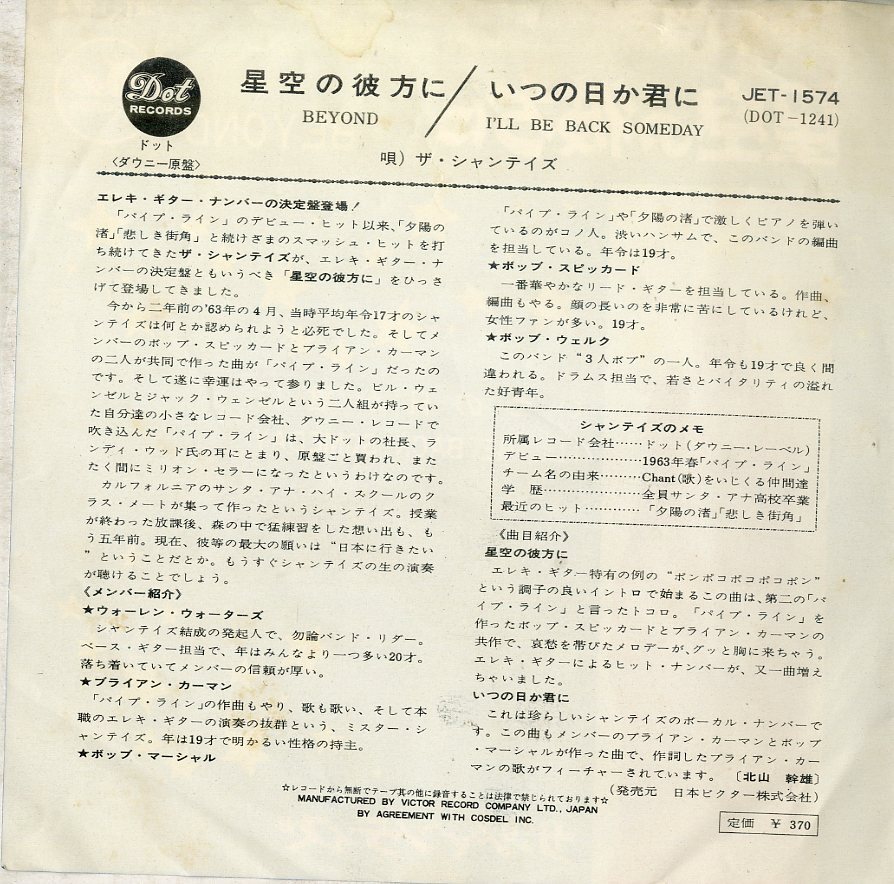 Dot
RECORDS
ドット
〈ダウニー原盤〉
星空の彼方に/いつの日か君に
BEYOND
I'LL BE BACK SOMEDAY
JET-1574
(DOT-1241)
唄）ザ・シャンテイズ
エレキ・ギター・ナンバーの決定盤登場！
「パイプ・ライン」のデビュー・ヒット以来、「夕陽の
渚」「悲しき街角」と続けざまのスマッシュ・ヒットを打
ち続けてきたザ・シャンテイズが、エレキ・ギター・ナ
ンバーの決定盤ともいうべき「星空の彼方に」をひっさ
げて登場してきました。
今から二年前の'63年の４月、当時平均年令17才のシャ
ンテイズは何とか認められようと必死でした。そしてメ
ンバーのボッブ・スピッカードとブライアン・カーマン
の二人が共同で作った曲が「パイプ・ライン」だったの
です。そして遂に幸運はやって参りました。ビル・ウェ
ンゼルとジャック・ウェンゼルという二人組が持ってい
た自分達の小さなレコード会社、ダウニー・レコードで
吹き込んだ「パイプ・ライン」は、大ドットの社長、ラ
ンディ・ウッド氏の耳にとまり、原盤ごと買われ、また
たく間にミリオン・セラーになったというわけなのです。
カルフォルニアのサンタ・アナ・ハイ・スクールのク
ラス・メートが集って作ったというシャンテイズ。授業
が終わった放課後、森の中で猛練習をした想い出も、も
う五年前。現在、彼等の最大の願いは“日本に行きたい
”ということだとか。もうすぐシャンテイズの生の演奏
が聴けることでしょう。
《メンバー紹介》
★ウォーレン・ウォーターズ
シャンテイズ結成の発起人で、勿論バンド・リダー。
ベース・ギター担当で、年はみんなより一つ多い20才。
落ち着いていてメンバーの信頼が厚い。
★ブライアン・カーマン
「パイプ・ライン」の作曲もやり、歌も歌い、そして本
職のエレキ・ギターの演奏の抜群という、ミスター・シ
ャンテイズ。年は19才で明かるい性格の持主。
★ボッブ・マーシャル
「パイプ・ライン」や「夕陽の渚」で激しくピアノを弾い
ているのがコノ人。渋いハンサムで、このバンドの編曲
を担当している。年令は19才。
★ボッブ・スピッカード
一番華やかなリード・ギターを担当している。作曲、
編曲もやる。顔の長いのを非常に苦にしているけれど、
女性ファンが多い。19才。
★ボッブ・ウェルク
このバンド“３人ボブ”の一人。年令も19才で良く間
違われる。ドラムス担当で、若さとバイタリティの溢れ
た好青年。
シャンテイズのメモ
所属レコード会社……ドット(ダウニー・レーベル)
デビュー………………1963年春「パイプ・ライン」
チーム名の由来………Chant(歌)をいじくる仲間達
学　歴…………………全員サンタ・アナ高校卒業
最近のヒット…………「夕陽の渚」「悲しき街角」
《曲目紹介》
星空の彼方に
エレキ・ギター特有の例の“ボンボコボコボコボン”
という調子の良いイントロで始まるこの曲は、第二の「パ
イプ・ライン」と言ったトコロ。「パイプ・ライン」を
作ったボッブ・スピッカードとブライアン・カーマンの
共作で、哀愁を帯びたメロデーが、グッと胸に来ちゃう。
エレキ・ギターによるヒット・ナンバーが、又一曲増え
ちゃいました。
いつの日か君に
これは珍らしいシャンテイズのボーカル・ナンバーで
す。この曲もメンバーのブライアン・カーマンとボッブ
・マーシャルが作った曲で、作詞したブライアン・カー
マンの歌がフィーチャーされています。〔北山　幹雄〕
☆レコードから無断でテープ其の他に録音することは法律で禁じられております☆
MANUFACTURED BY VICTOR RECORD COMPANY LTD., JAPAN
BY AGREEMENT WITH COSDEL INC.
(発売元　日本ビクター株式会社)
定価　￥ 370